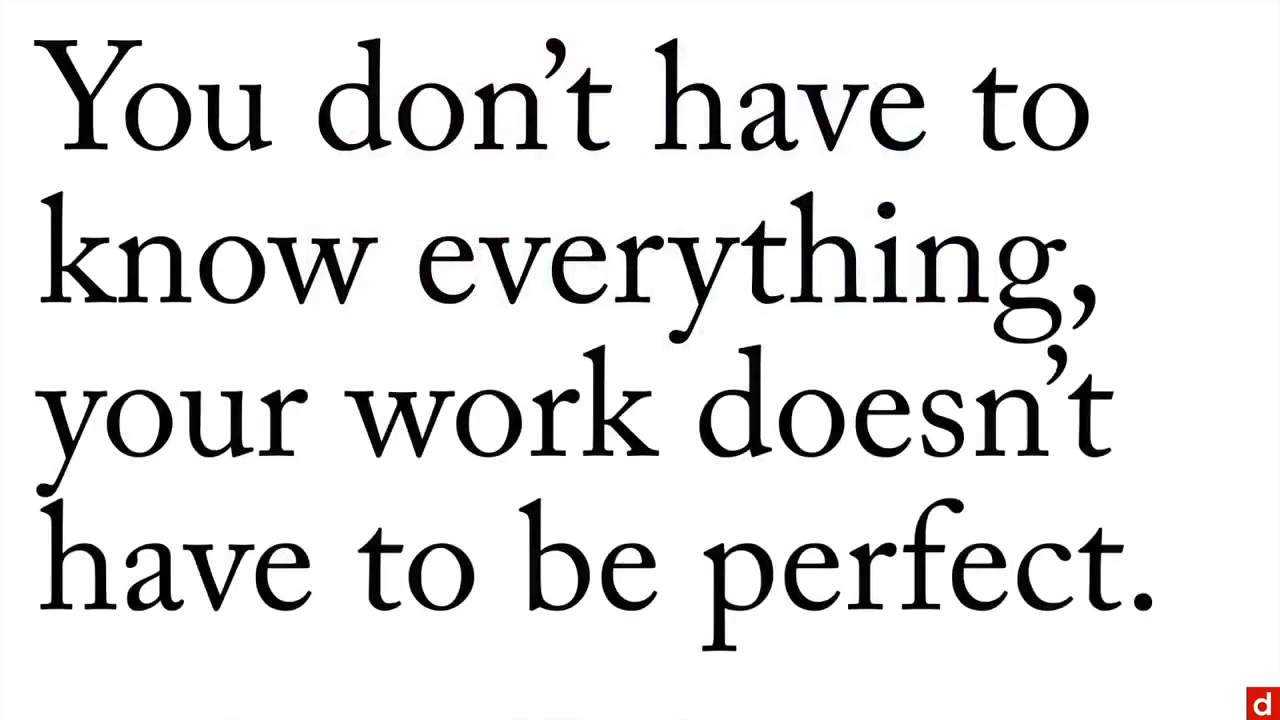 You don’t have to
know everything,
your work doesn’t
have to be perfect.
d